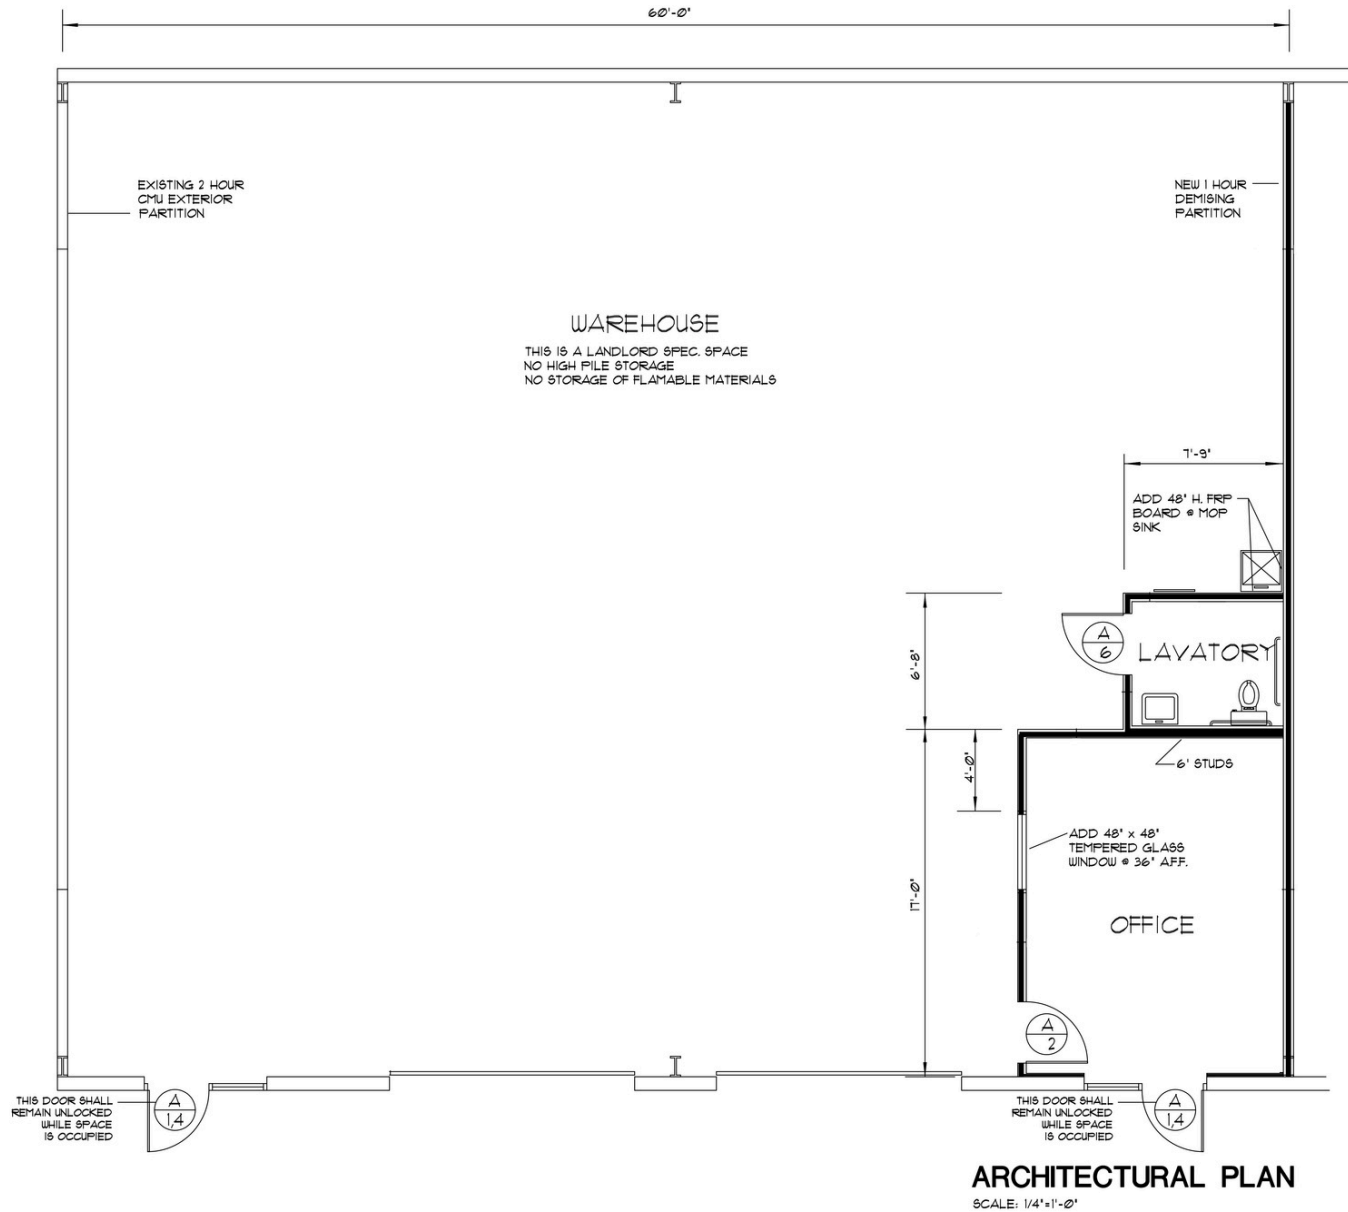 60'-0"
EXISTING 2 HOUR
CMU EXTERIOR
PARTITION
NEW 1 HOUR
DEMISING
PARTITION
WAREHOUSE
THIS IS A LANDLORD SPEC. SPACE
NO HIGH PILE STORAGE
NO STORAGE OF FLAMABLE MATERIALS
7'-9"
ADD 48" H. FRP
BOARD @ MOP
SINK
A
6
LAVATORY
6'-8"
6" STUDS
4'-0"
ADD 48" x 48"
TEMPERED GLASS
WINDOW @ 36" A.F.F.
17'-0"
OFFICE
A
2
THIS DOOR SHALL
REMAIN UNLOCKED
WHILE SPACE
IS OCCUPIED
A
1,4
THIS DOOR SHALL
REMAIN UNLOCKED
WHILE SPACE
IS OCCUPIED
A
1,4
ARCHITECTURAL PLAN
SCALE: 1/4"=1'-0"